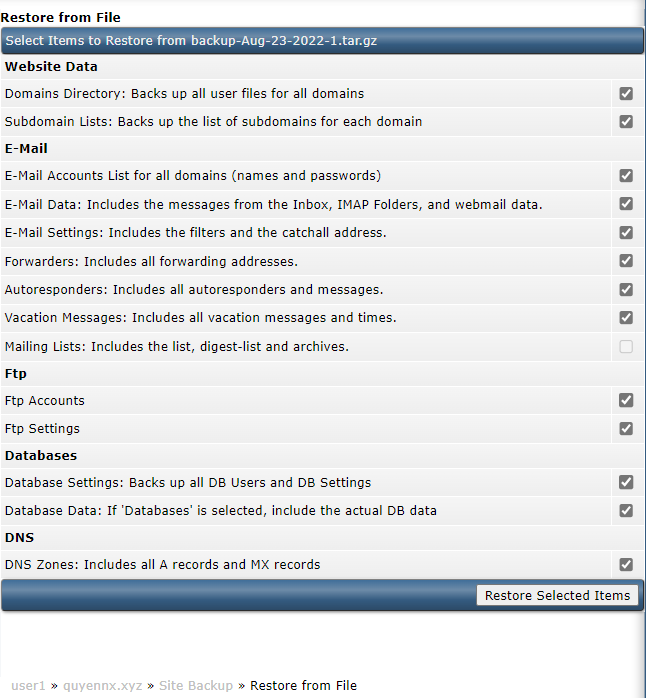 Restore from File
Select Items to Restore from backup-Aug-23-2022-1.tar.gz
Website Data
Domains Directory: Backs up all user files for all domains
Subdomain Lists: Backs up the list of subdomains for each domain
E-Mail
E-Mail Accounts List for all domains (names and passwords)
E-Mail Data: Includes the messages from the Inbox, IMAP Folders, and webmail data.
E-Mail Settings: Includes the filters and the catchall address.
Forwarders: Includes all forwarding addresses.
Autoresponders: Includes all autoresponders and messages.
Vacation Messages: Includes all vacation messages and times.
Mailing Lists: Includes the list, digest-list and archives.
Ftp
Ftp Accounts
Ftp Settings
Databases
Database Settings: Backs up all DB Users and DB Settings
Database Data: If 'Databases' is selected, include the actual DB data
DNS
DNS Zones: Includes all A records and MX records
Restore Selected Items
user1 » quyennx.xyz » Site Backup » Restore from File